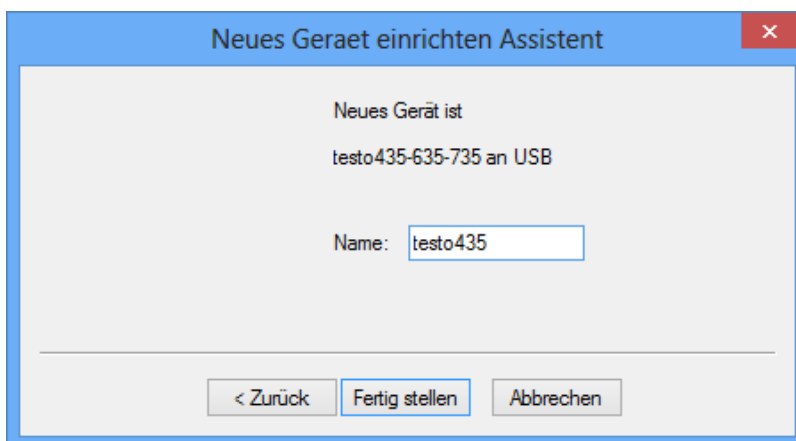 Neues Geraet einrichten Assistent
Neues Gerät ist
testo435-635-735 an USB
Name: testo435
< Zurück Fertig stellen Abbrechen